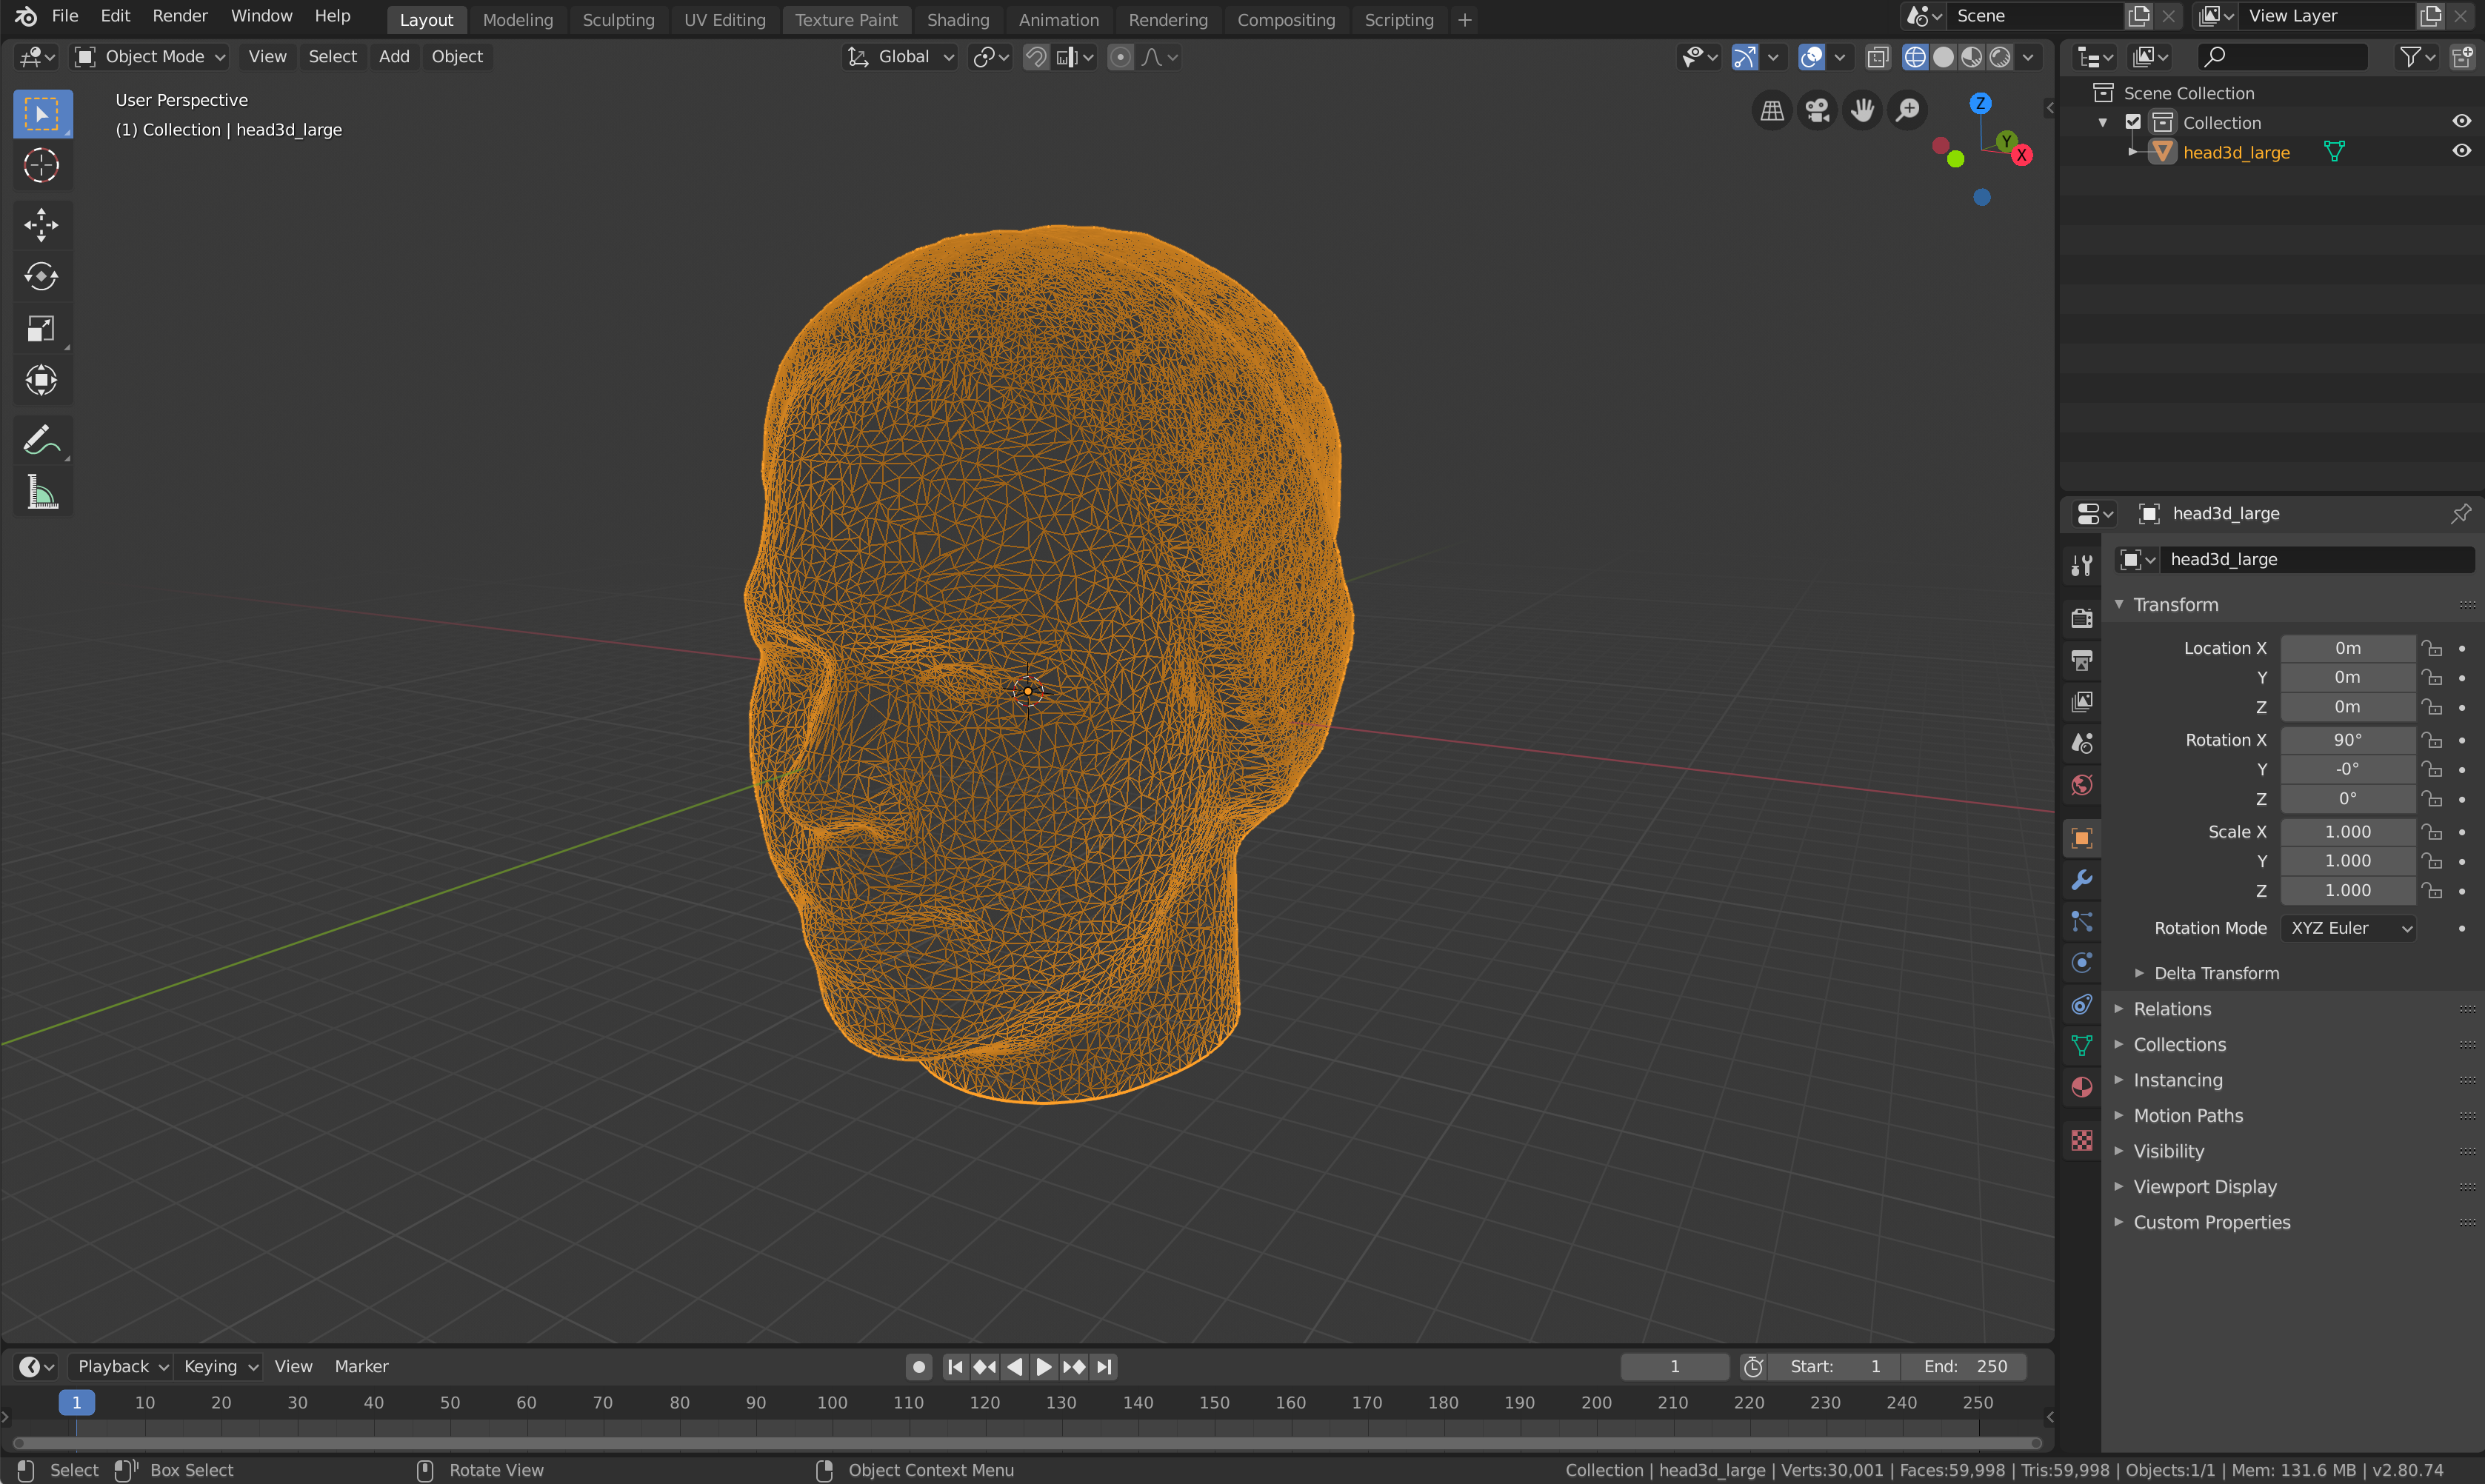 File Edit Render Window Help Layout Modeling Sculpting UV Editing Texture Paint Shading Animation Rendering Compositing Scripting + Scene View Layer
Object Mode View Select Add Object Global
User Perspective
(1) Collection | head3d_large
Z
Y
X
Scene Collection
Collection
head3d_large
head3d_large
head3d_large
Transform
Location X 0m
Y 0m
Z 0m
Rotation X 90°
Y -0°
Z 0°
Scale X 1.000
Y 1.000
Z 1.000
Rotation Mode XYZ Euler
Delta Transform
Relations
Collections
Instancing
Motion Paths
Visibility
Viewport Display
Custom Properties
Playback Keying View Marker 1 Start: 1 End: 250
1 10 20 30 40 50 60 70 80 90 100 110 120 130 140 150 160 170 180 190 200 210 220 230 240 250
Select Box Select Rotate View Object Context Menu Collection | head3d_large | Verts:30,001 | Faces:59,998 | Tris:59,998 | Objects:1/1 | Mem: 131.6 MB | v2.80.74